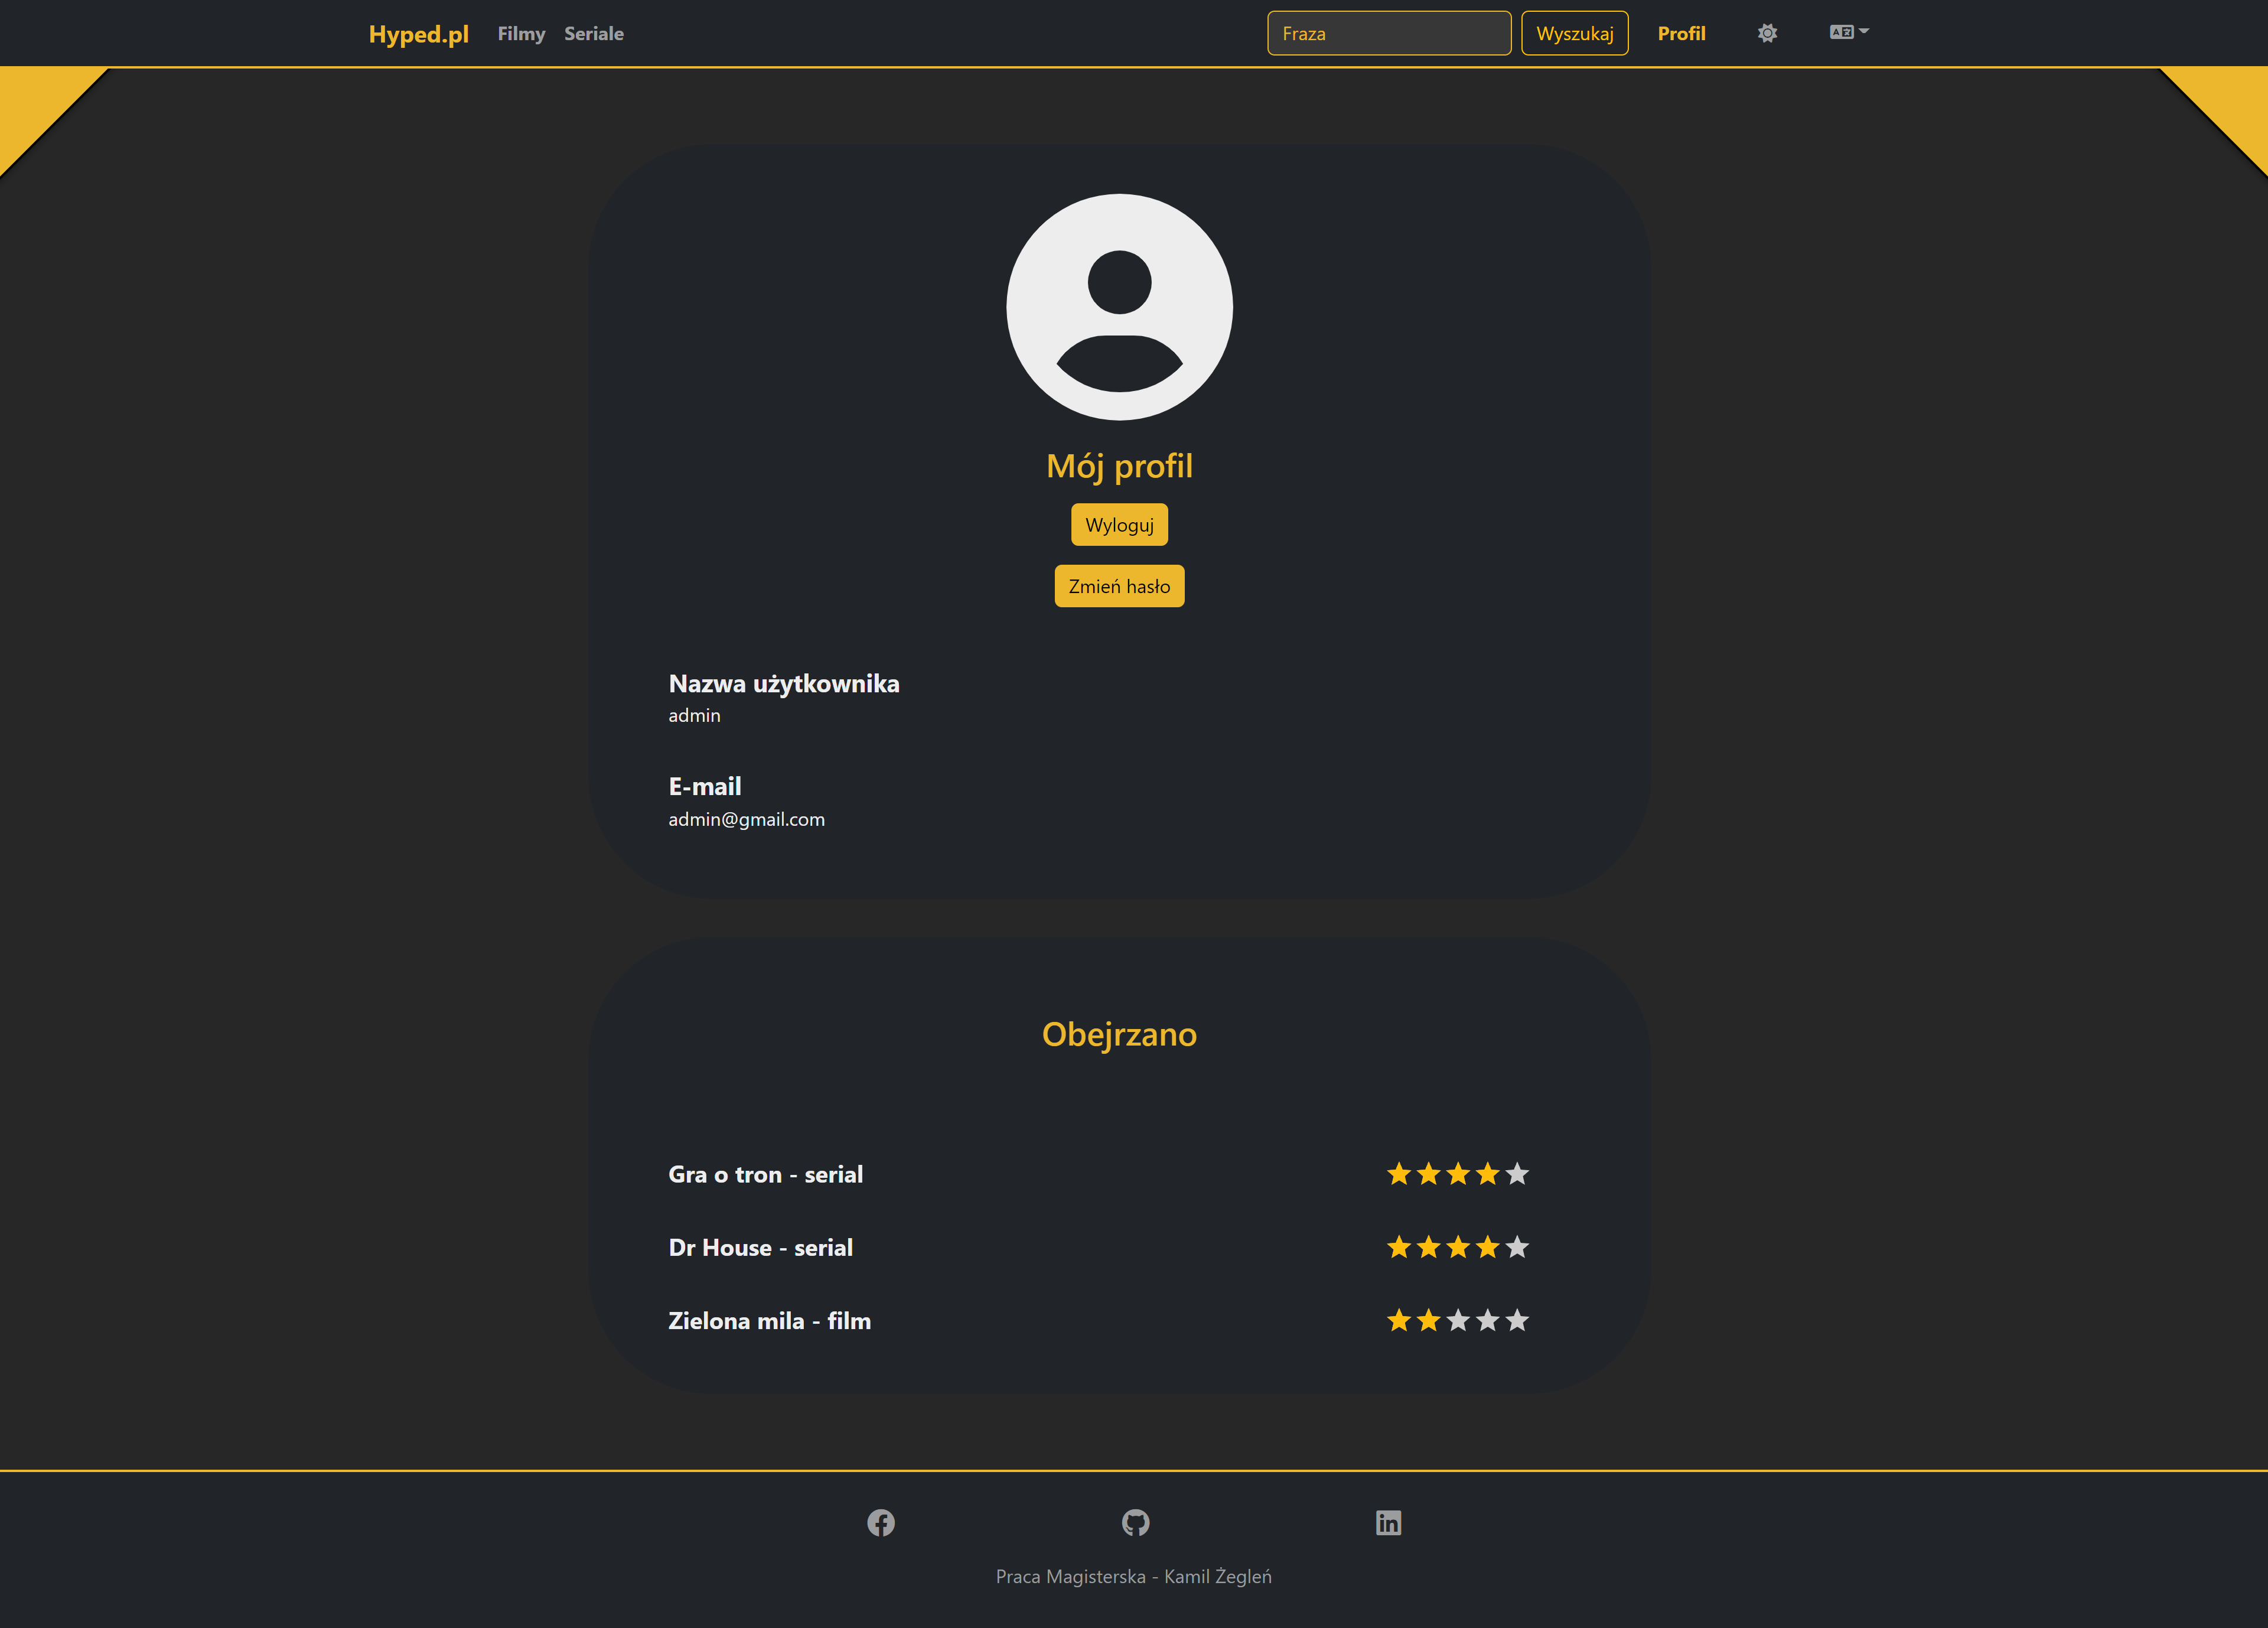 Hyped.pl Filmy Seriale Fraza Wyszukaj Profil
Mój profil
Wyloguj
Zmień hasło
Nazwa użytkownika
admin
E-mail
admin@gmail.com
Obejrzano
Gra o tron - serial
Dr House - serial
Zielona mila - film
Praca Magisterska - Kamil Żegleń